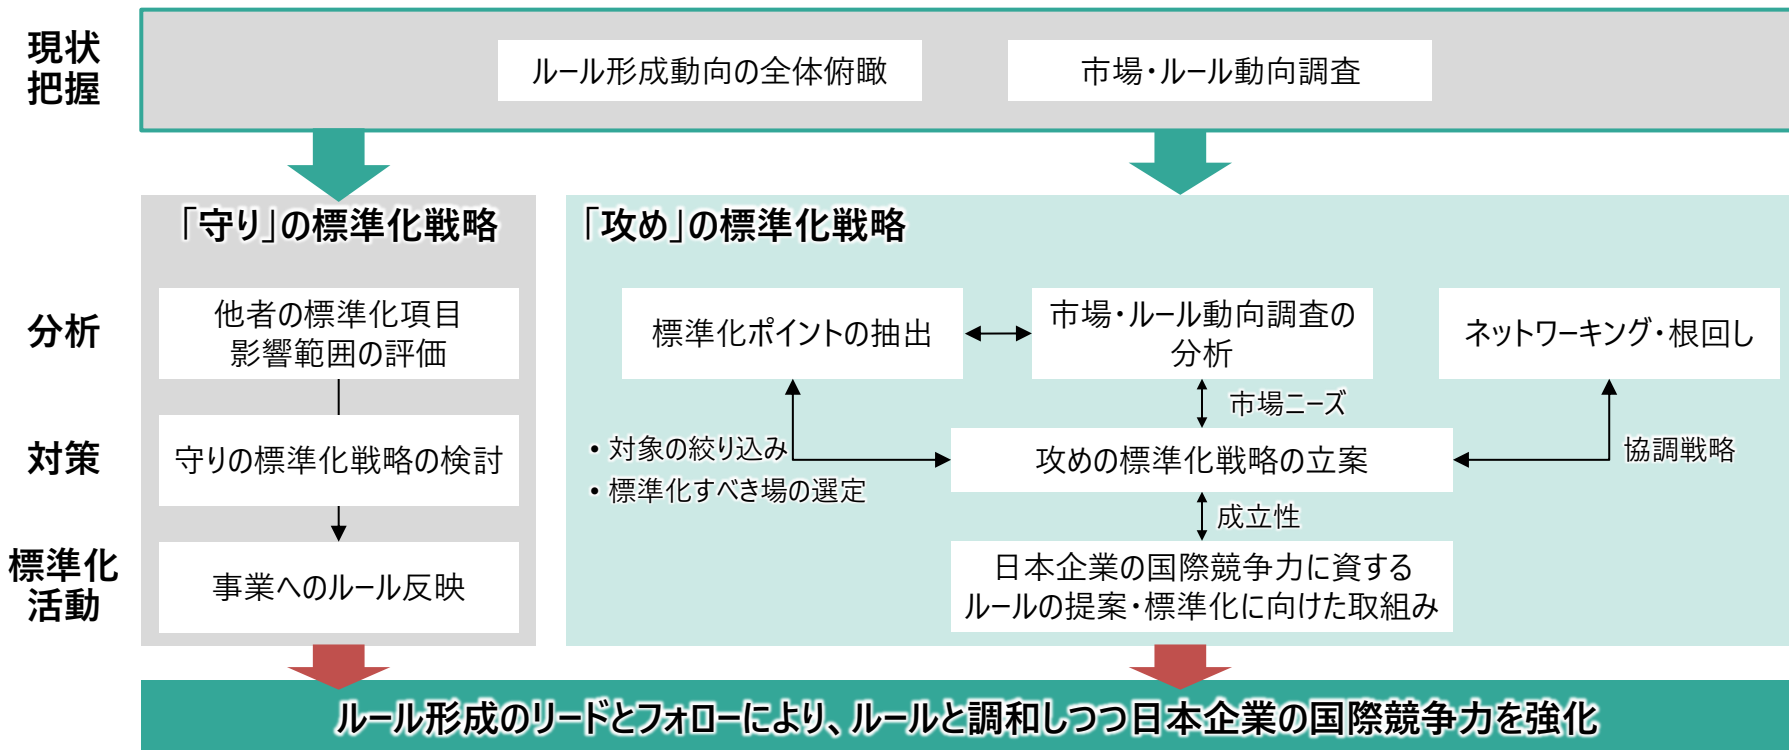 現状
把握
ルール形成動向の全体俯瞰
市場・ルール動向調査
「守り」の標準化戦略
「攻め」の標準化戦略
分析
他者の標準化項目
影響範囲の評価
標準化ポイントの抽出
市場・ルール動向調査の
分析
ネットワーキング・根回し
市場ニーズ
対策
守りの標準化戦略の検討
・対象の絞り込み
・標準化すべき場の選定
攻めの標準化戦略の立案
協調戦略
成立性
標準化
活動
事業へのルール反映
日本企業の国際競争力に資する
ルールの提案・標準化に向けた取組み
ルール形成のリードとフォローにより、ルールと調和しつつ日本企業の国際競争力を強化